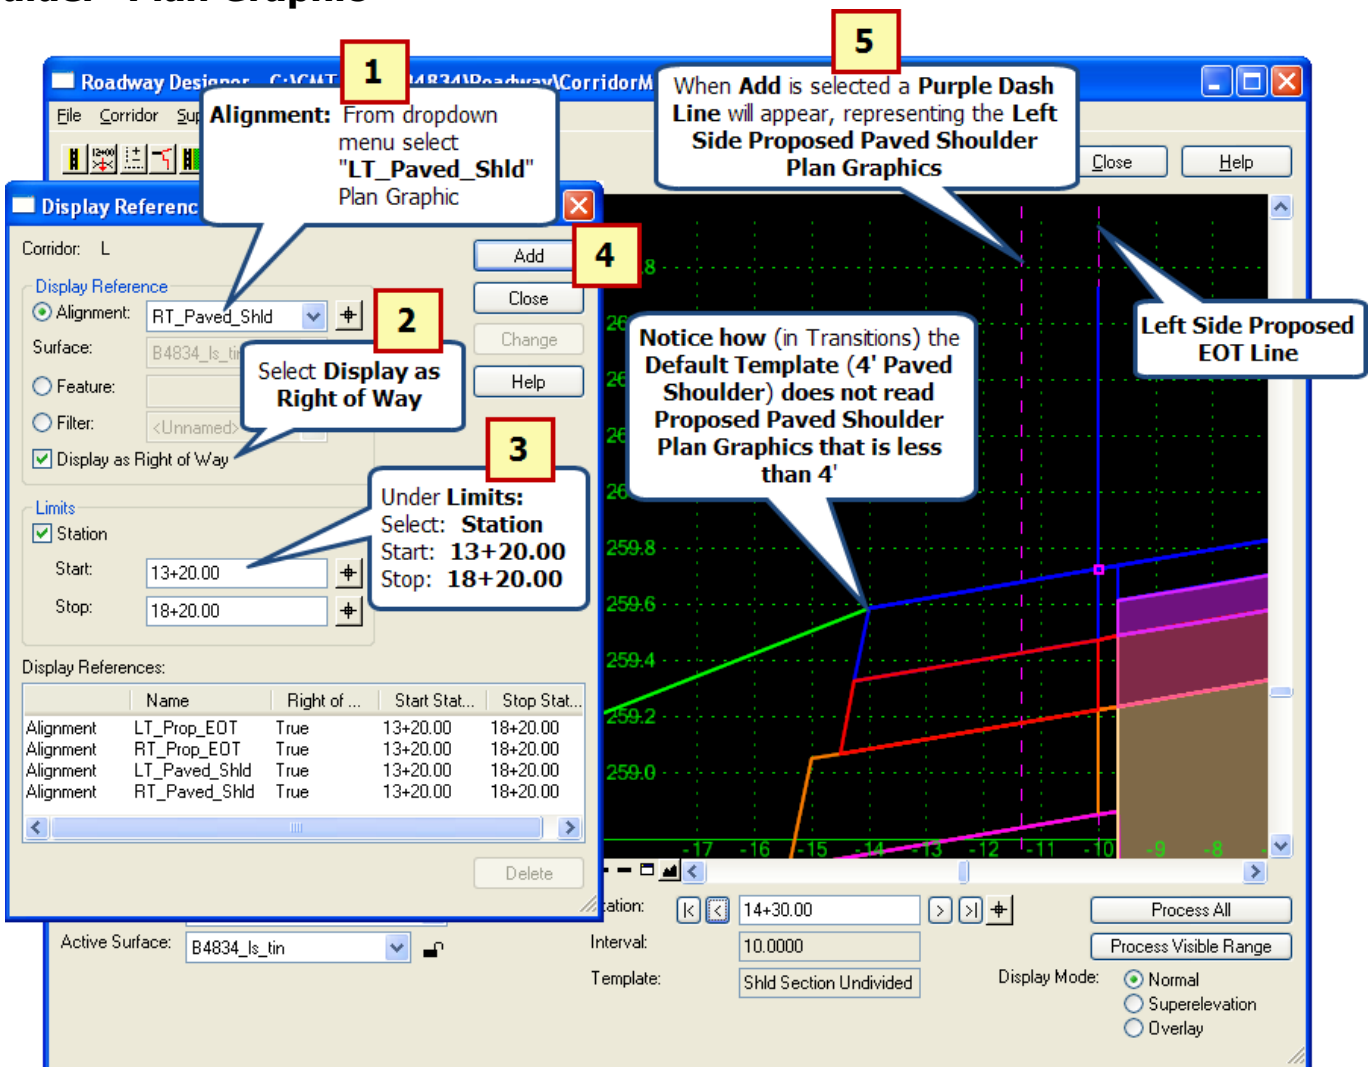 Plan Graphic
5
1
Roadway Designer
When Add is selected a Purple Dash
Line will appear, representing the Left
Side Proposed Paved Shoulder
Plan Graphics
File Corridor
Alignment: From dropdown
menu select
"LT_Paved_Shld"
Plan Graphic
Close Help
Display
Corridor: L
Add
4
Close
Change
Help
Display Reference
Alignment: RT_Paved_Shld
2
Surface: B4834_ls_tin
Select Display as
Right of Way
Feature:
Filter: <Unnamed>
Display as Right of Way
Left Side Proposed
EOT Line
Notice how (in Transitions) the
Default Template (4' Paved
Shoulder) does not read
Proposed Paved Shoulder
Plan Graphics that is less
than 4'
3
Under Limits:
Select: Station
Start: 13+20.00
Stop: 18+20.00
Limits
Station
Start: 13+20.00
Stop: 18+20.00
259.8
259.6
259.4
259.2
259.0
-17 -16 -15 -14 -13 -12 -11 -10 -9 -8
Display References:
Name Right of ... Start Stat... Stop Stat...
Alignment LT_Prop_EOT True 13+20.00 18+20.00
Alignment RT_Prop_EOT True 13+20.00 18+20.00
Alignment LT_Paved_Shld True 13+20.00 18+20.00
Alignment RT_Paved_Shld True 13+20.00 18+20.00
Delete
14+30.00
Process All
Active Surface: B4834_ls_tin
Interval: 10.0000
Process Visible Range
Template: Shld Section Undivided
Display Mode: Normal
Superelevation
Overlay